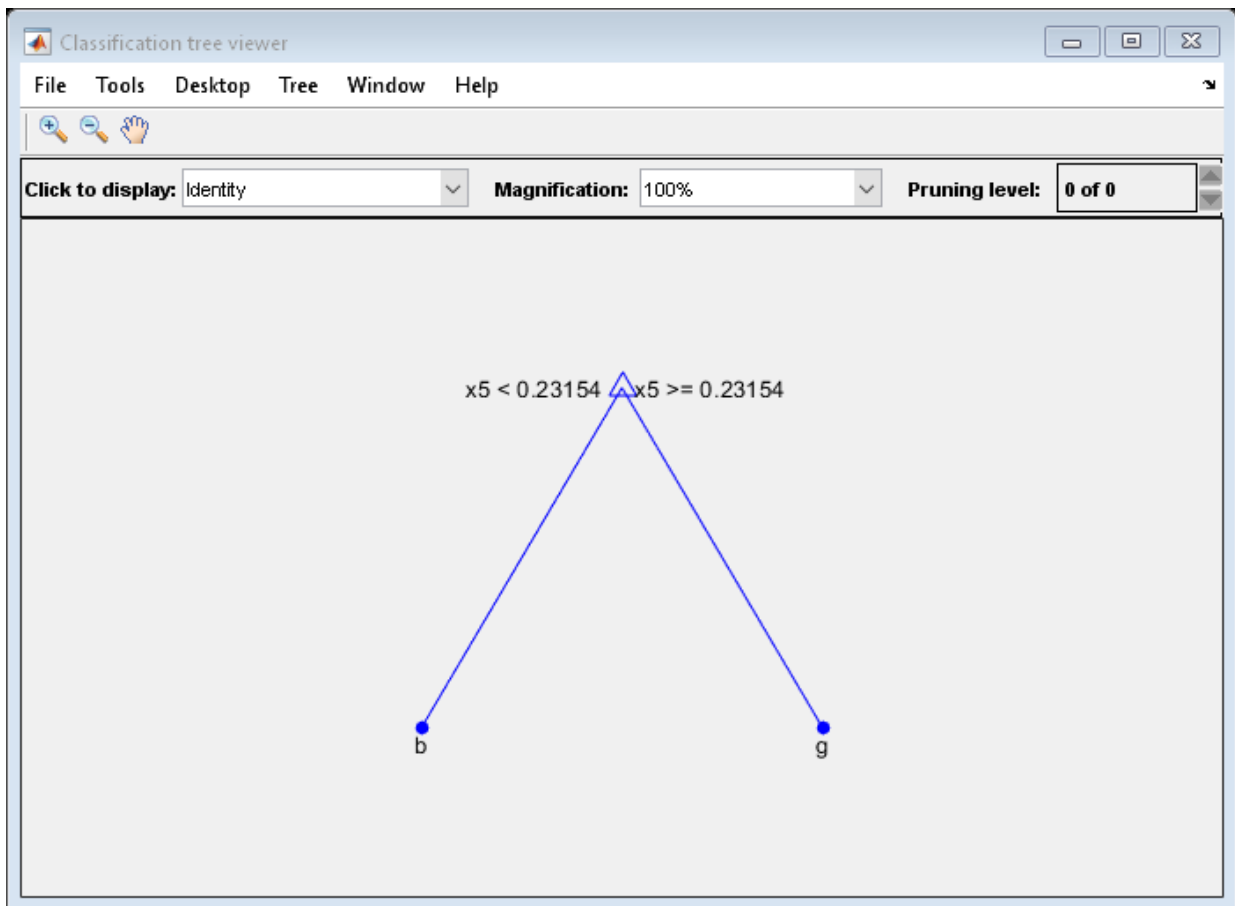 Classification tree viewer
File Tools Desktop Tree Window Help
Click to display: Identity Magnification: 100% Pruning level: 0 of 0
x5 < 0.23154 x5 >= 0.23154
b g